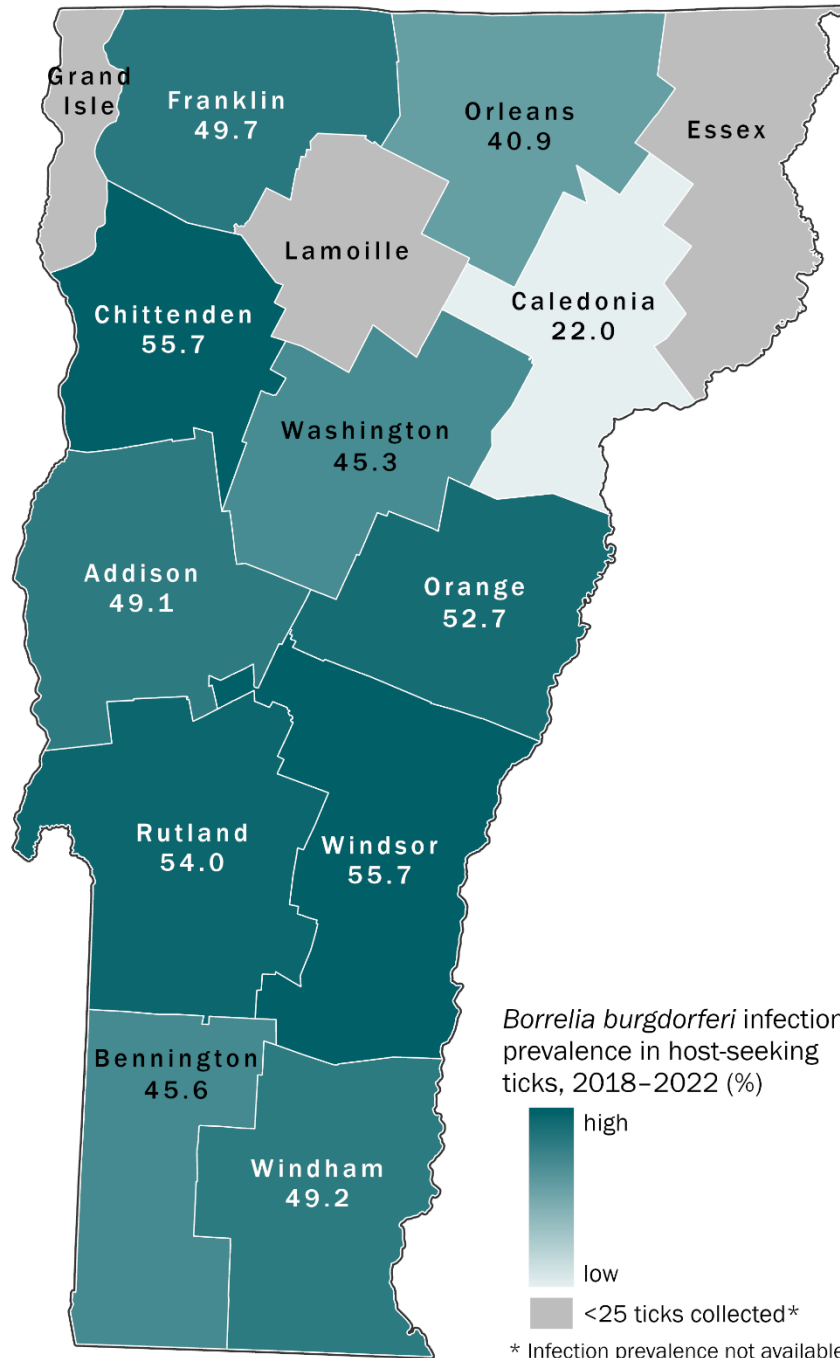 Grand
Isle
Franklin
49.7
Orleans
40.9
Essex
Lamoille
Caledonia
22.0
Chittenden
55.7
Washington
45.3
Addison
49.1
Orange
52.7
Rutland
54.0
Windsor
55.7
Bennington
45.6
Windham
49.2
Borrelia burgdorferi infection
prevalence in host-seeking
ticks, 2018–2022 (%)
high
low
<25 ticks collected*
* Infection prevalence not available